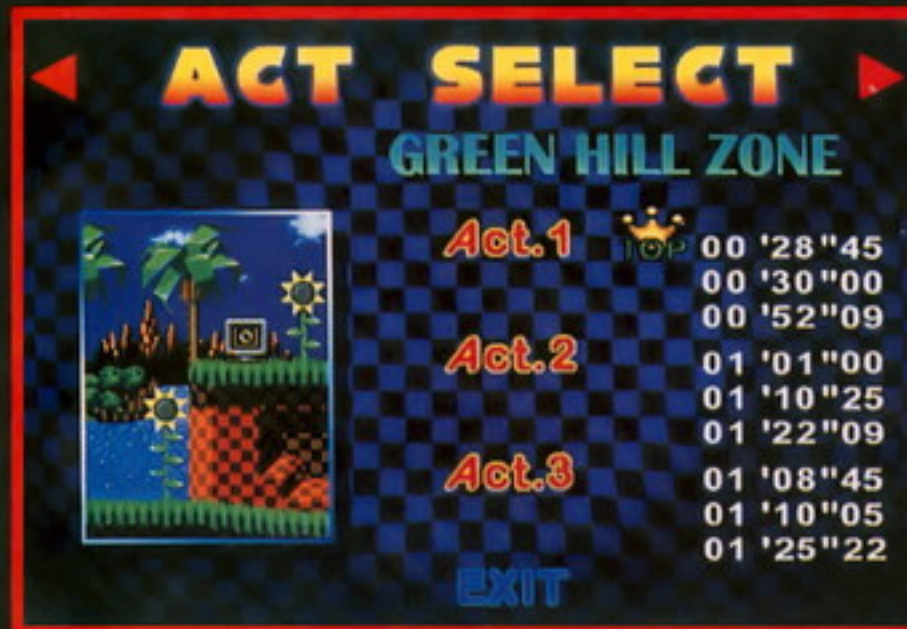 ACT SELECT
GREEN HILL ZONE
Act.1 TOP 00 '28"45
00 '30"00
00 '52"09
Act.2 01 '01"00
01 '10"25
01 '22"09
Act.3 01 '08"45
01 '10"05
01 '25"22
EXIT